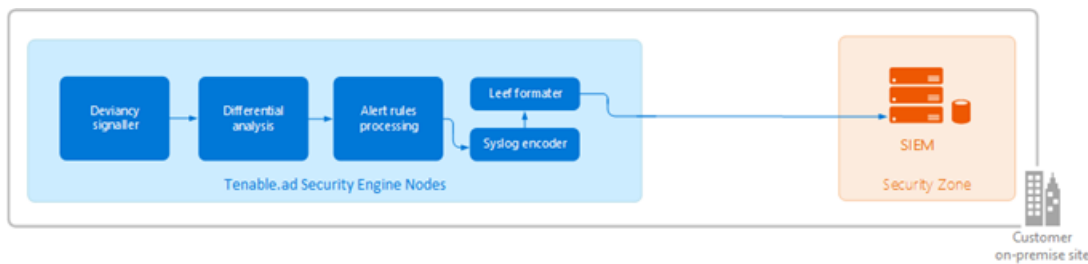 Deviancy
signaller
Differential
analysis
Alert rules
processing
Leef formater
Syslog encoder
Tenable.ad Security Engine Nodes
SIEM
Security Zone
Customer
on-premise site